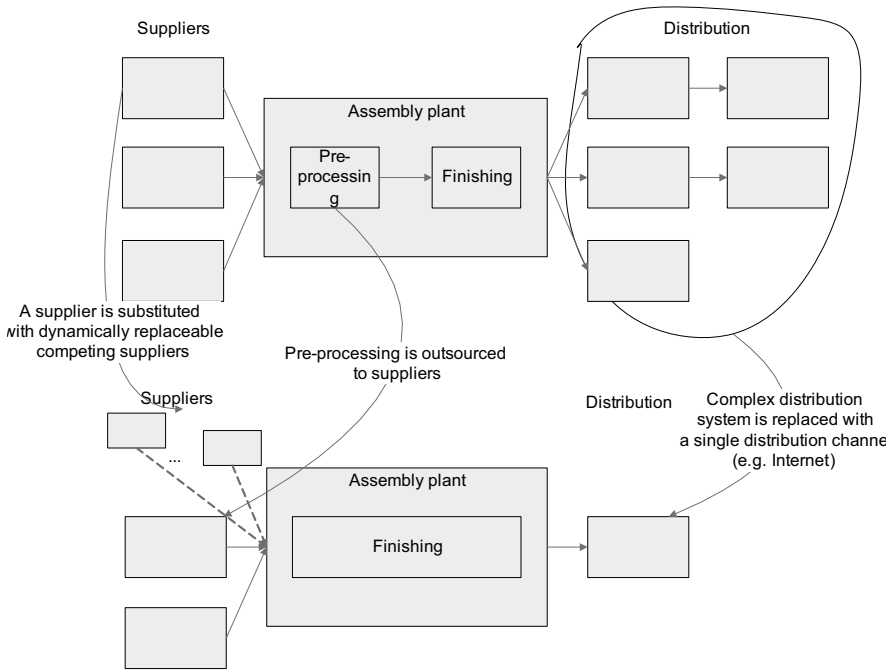 Suppliers
Distribution
Assembly plant
Pre-
processin
g
Finishing
A supplier is substituted
with dynamically replaceable
competing suppliers
Pre-processing is outsourced
to suppliers
Suppliers
Distribution
Complex distribution
system is replaced with
a single distribution channel
(e.g. Internet)
...
Assembly plant
Finishing